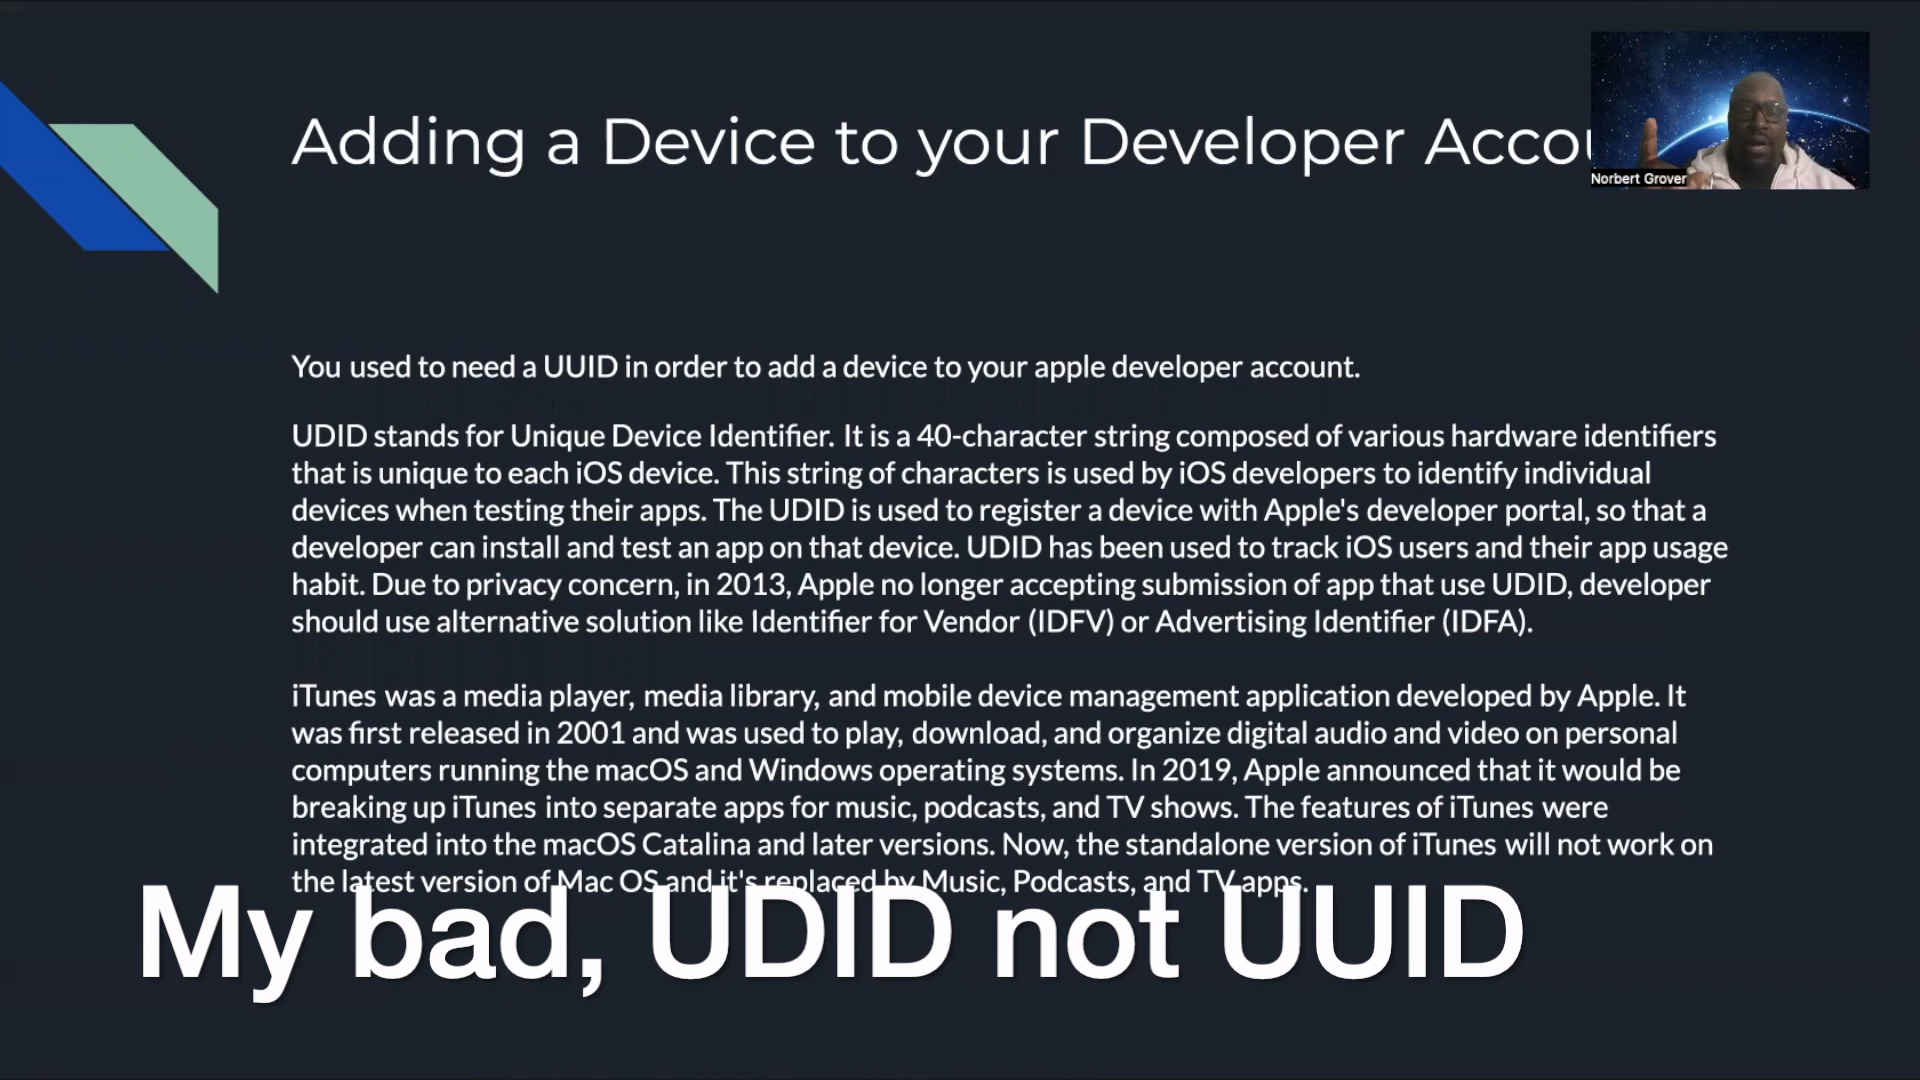 Adding a Device to your Developer Accou
Norbert Grover
You used to need a UUID in order to add a device to your apple developer account.
UDID stands for Unique Device Identifier. It is a 40-character string composed of various hardware identifiers
that is unique to each iOS device. This string of characters is used by iOS developers to identify individual
devices when testing their apps. The UDID is used to register a device with Apple's developer portal, so that a
developer can install and test an app on that device. UDID has been used to track iOS users and their app usage
habit. Due to privacy concern, in 2013, Apple no longer accepting submission of app that use UDID, developer
should use alternative solution like Identifier for Vendor (IDFV) or Advertising Identifier (IDFA).
iTunes was a media player, media library, and mobile device management application developed by Apple. It
was first released in 2001 and was used to play, download, and organize digital audio and video on personal
computers running the macOS and Windows operating systems. In 2019, Apple announced that it would be
breaking up iTunes into separate apps for music, podcasts, and TV shows. The features of iTunes were
integrated into the macOS Catalina and later versions. Now, the standalone version of iTunes will not work on
the latest version of Mac OS and it's replaced by Music, Podcasts, and TV apps.
My bad, UDID not UUID